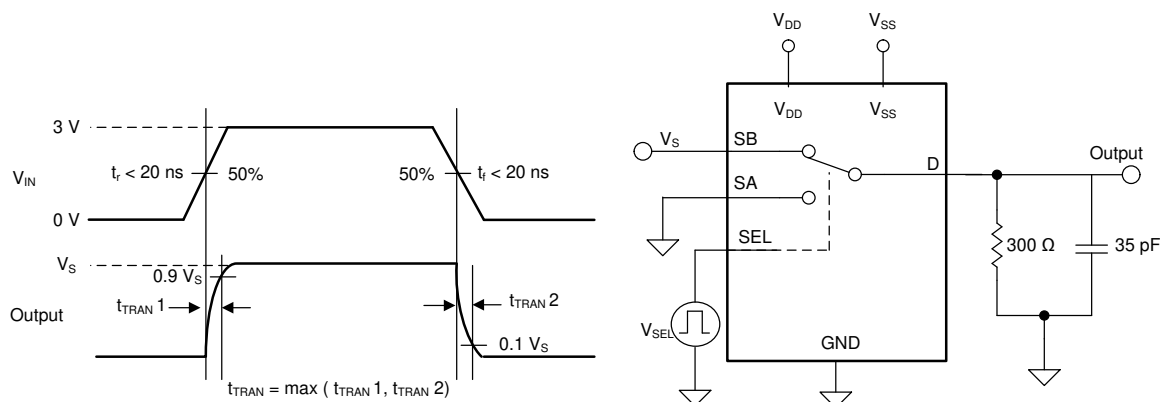 3 V
V_IN
t_r < 20 ns
50%
50%
t_f < 20 ns
0 V
V_S
0.9 V_S
t_TRAN 1
t_TRAN 2
Output
0.1 V_S
t_TRAN = max ( t_TRAN 1, t_TRAN 2)
V_DD
V_SS
V_DD
V_SS
V_S
SB
SA
SEL
D
Output
300 Ω
35 pF
V_SEL
GND